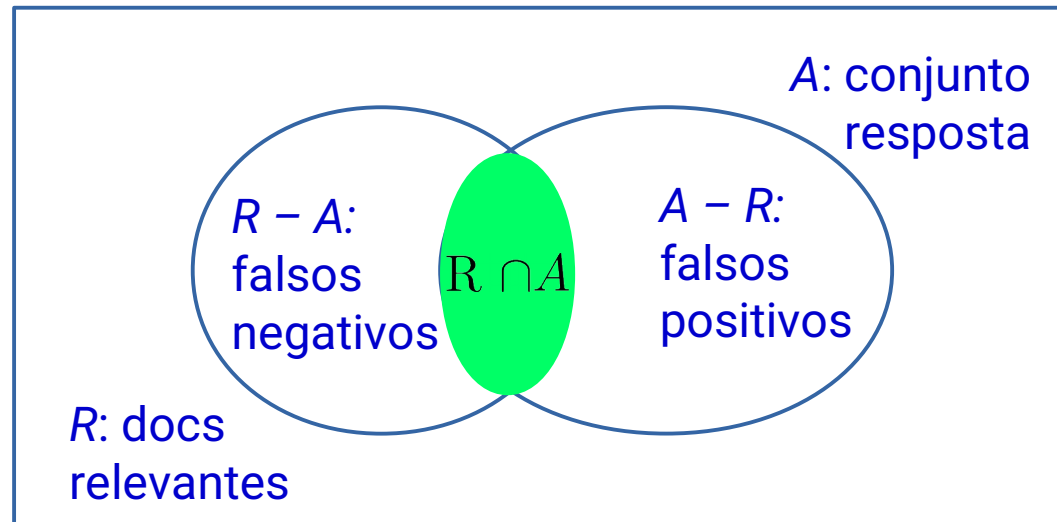 A: conjunto
resposta
R – A:
falsos
negativos
R ∩A
A – R:
falsos
positivos
R: docs
relevantes